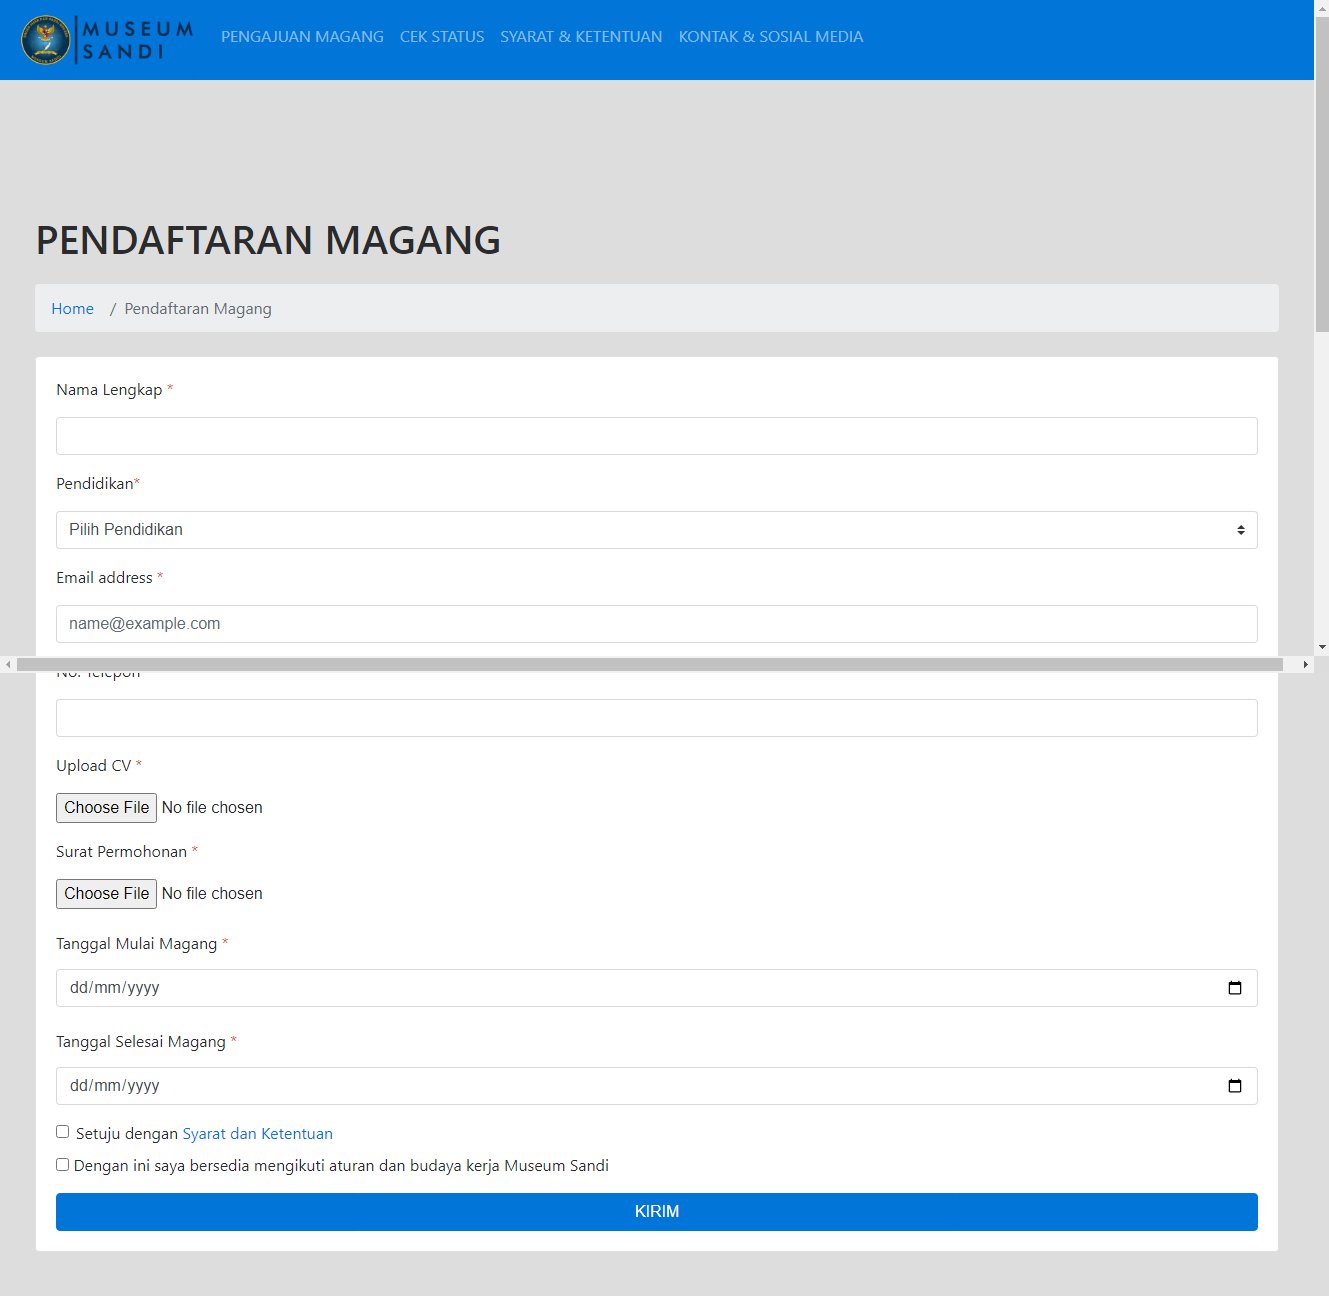 MUSEUM
SANDI
PENGAJUAN MAGANG CEK STATUS SYARAT & KETENTUAN KONTAK & SOSIAL MEDIA
PENDAFTARAN MAGANG
Home / Pendaftaran Magang
Nama Lengkap *
Pendidikan*
Pilih Pendidikan
Email address *
name@example.com
No. Telepon
Upload CV *
Choose File No file chosen
Surat Permohonan *
Choose File No file chosen
Tanggal Mulai Magang *
dd/mm/yyyy
Tanggal Selesai Magang *
dd/mm/yyyy
Setuju dengan Syarat dan Ketentuan
Dengan ini saya bersedia mengikuti aturan dan budaya kerja Museum Sandi
KIRIM